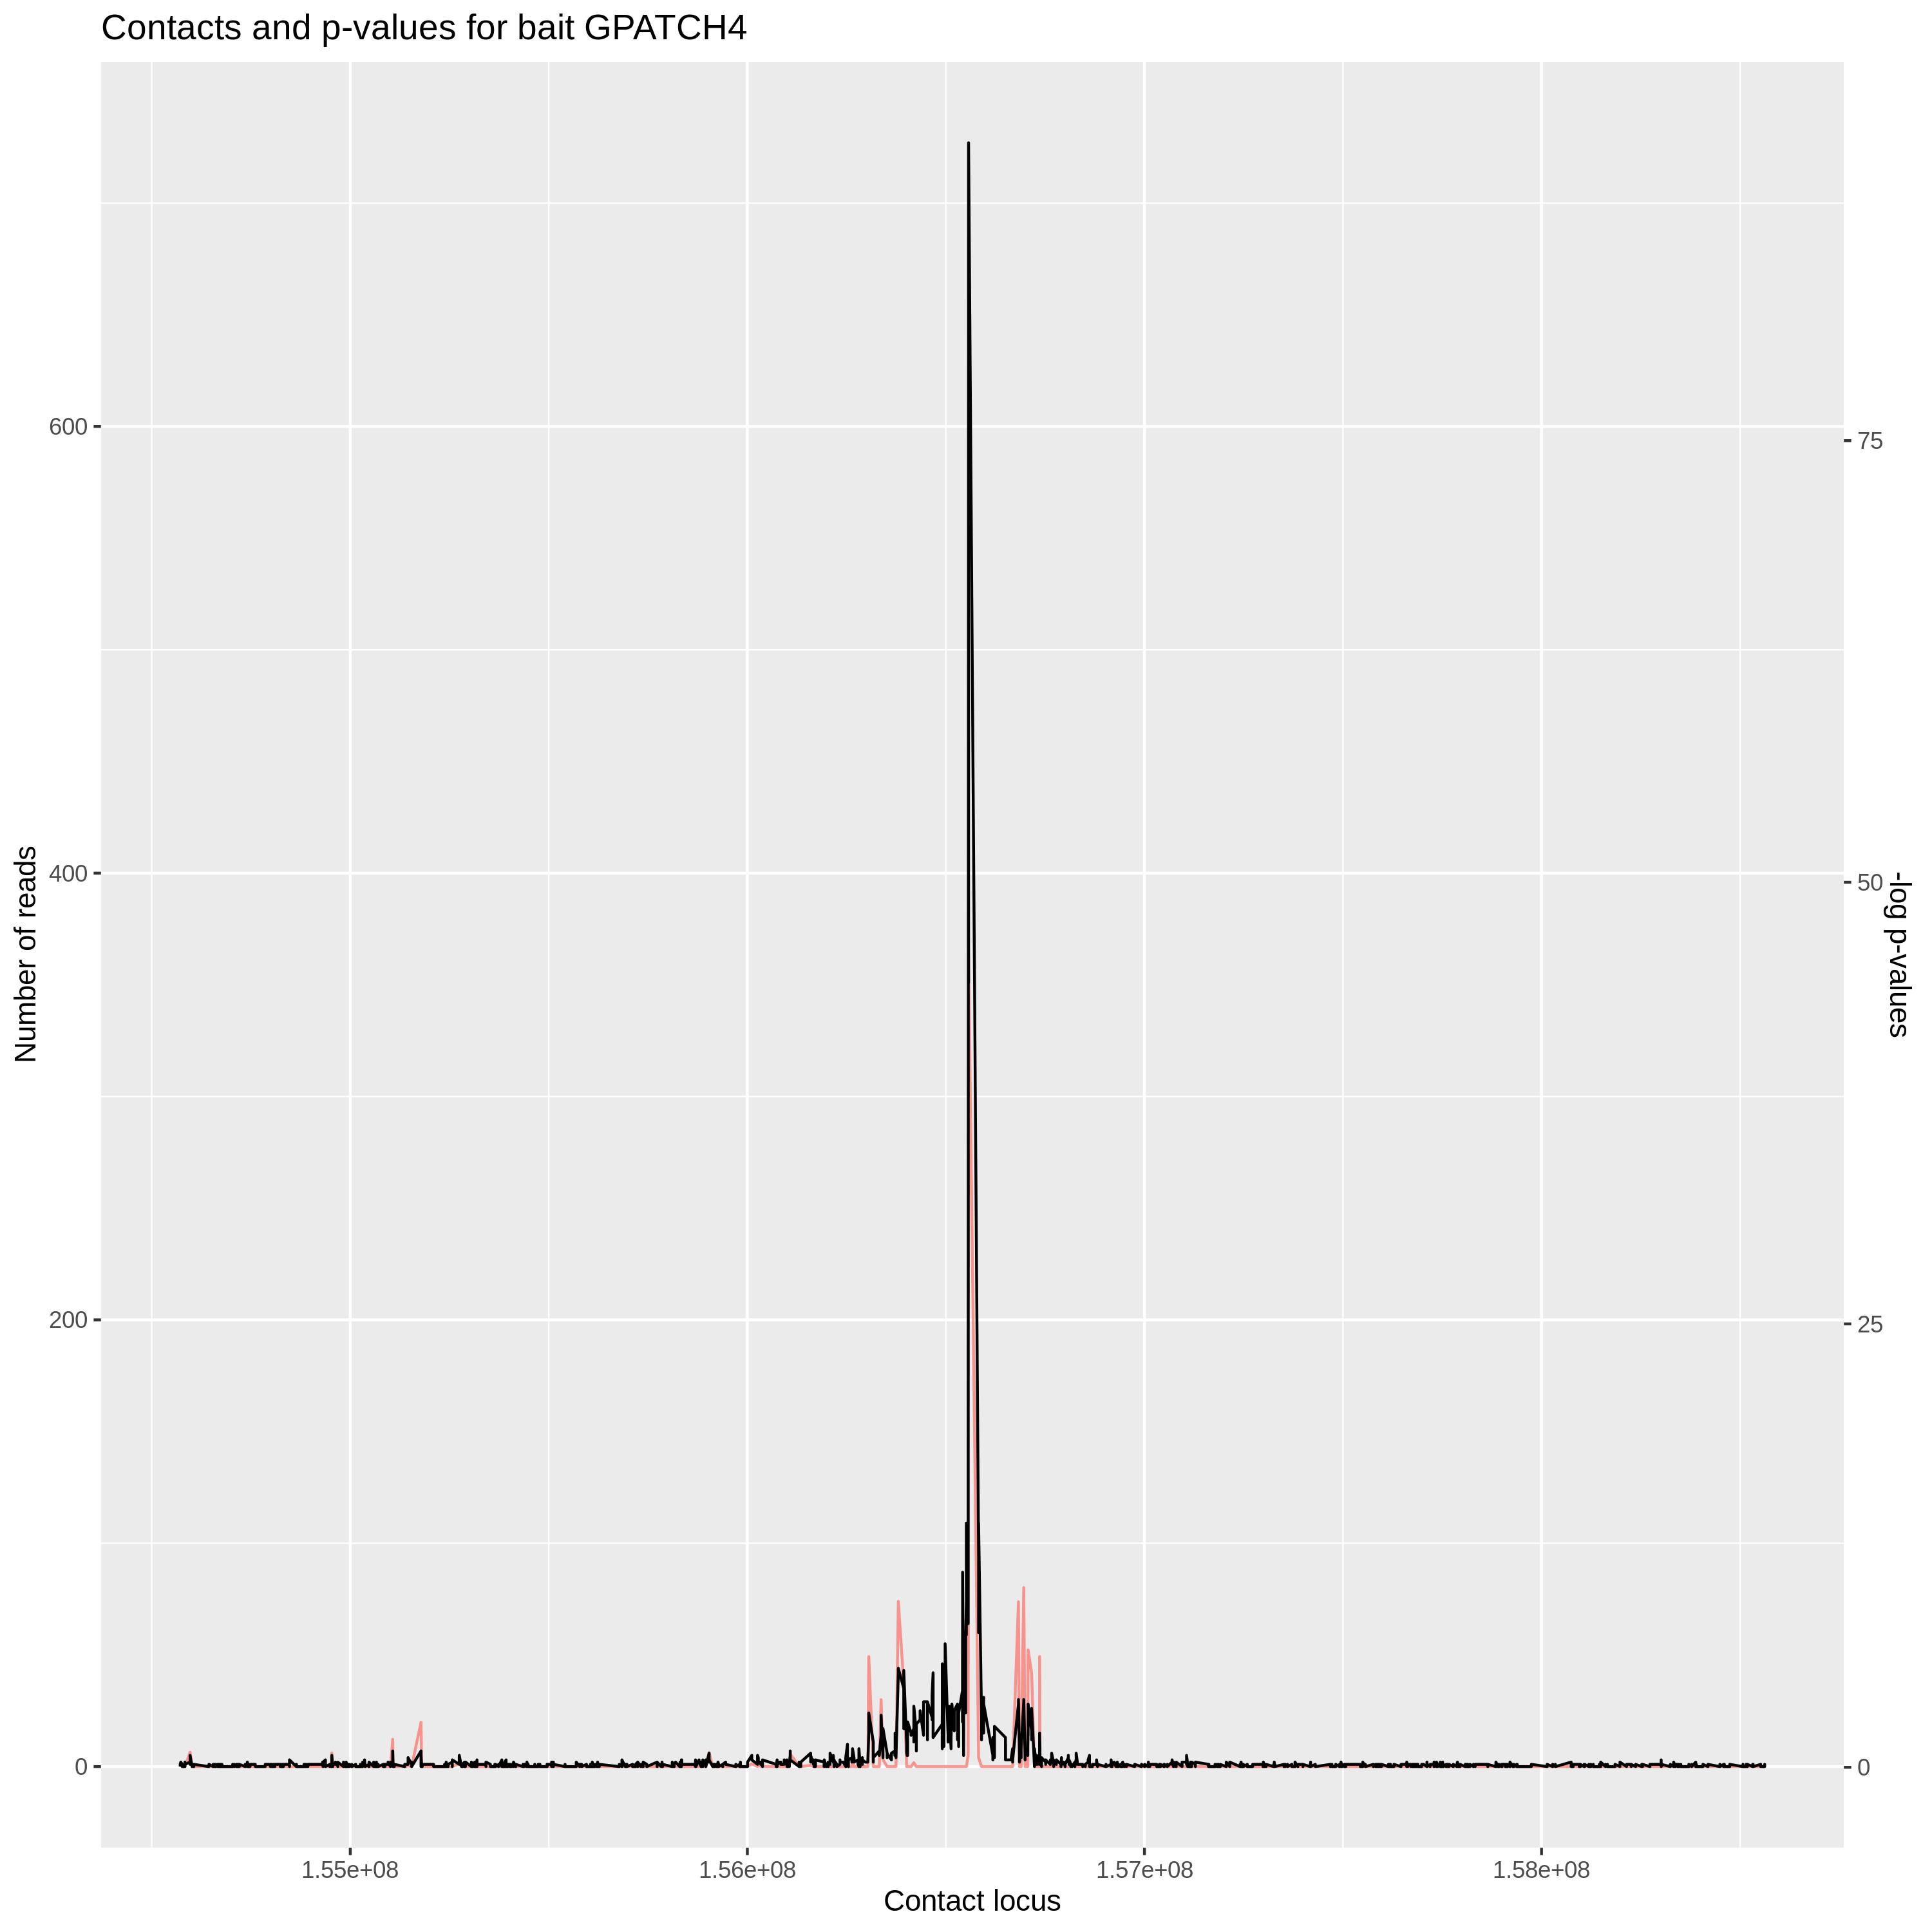 Contacts and p-values for bait GPATCH4
600
400
200
0
75
50
25
0
Number of reads
-log p-values
1.55e+08 1.56e+08 1.57e+08 1.58e+08
Contact locus